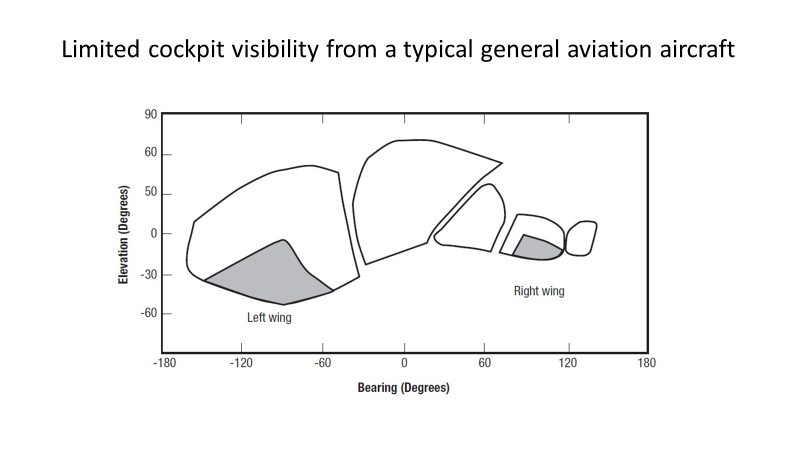 Limited cockpit visibility from a typical general aviation aircraft
90
60
50
0
-30
-60
Elevation (Degrees)
Left wing
Right wing
-180 -120 -60 0 60 120 180
Bearing (Degrees)